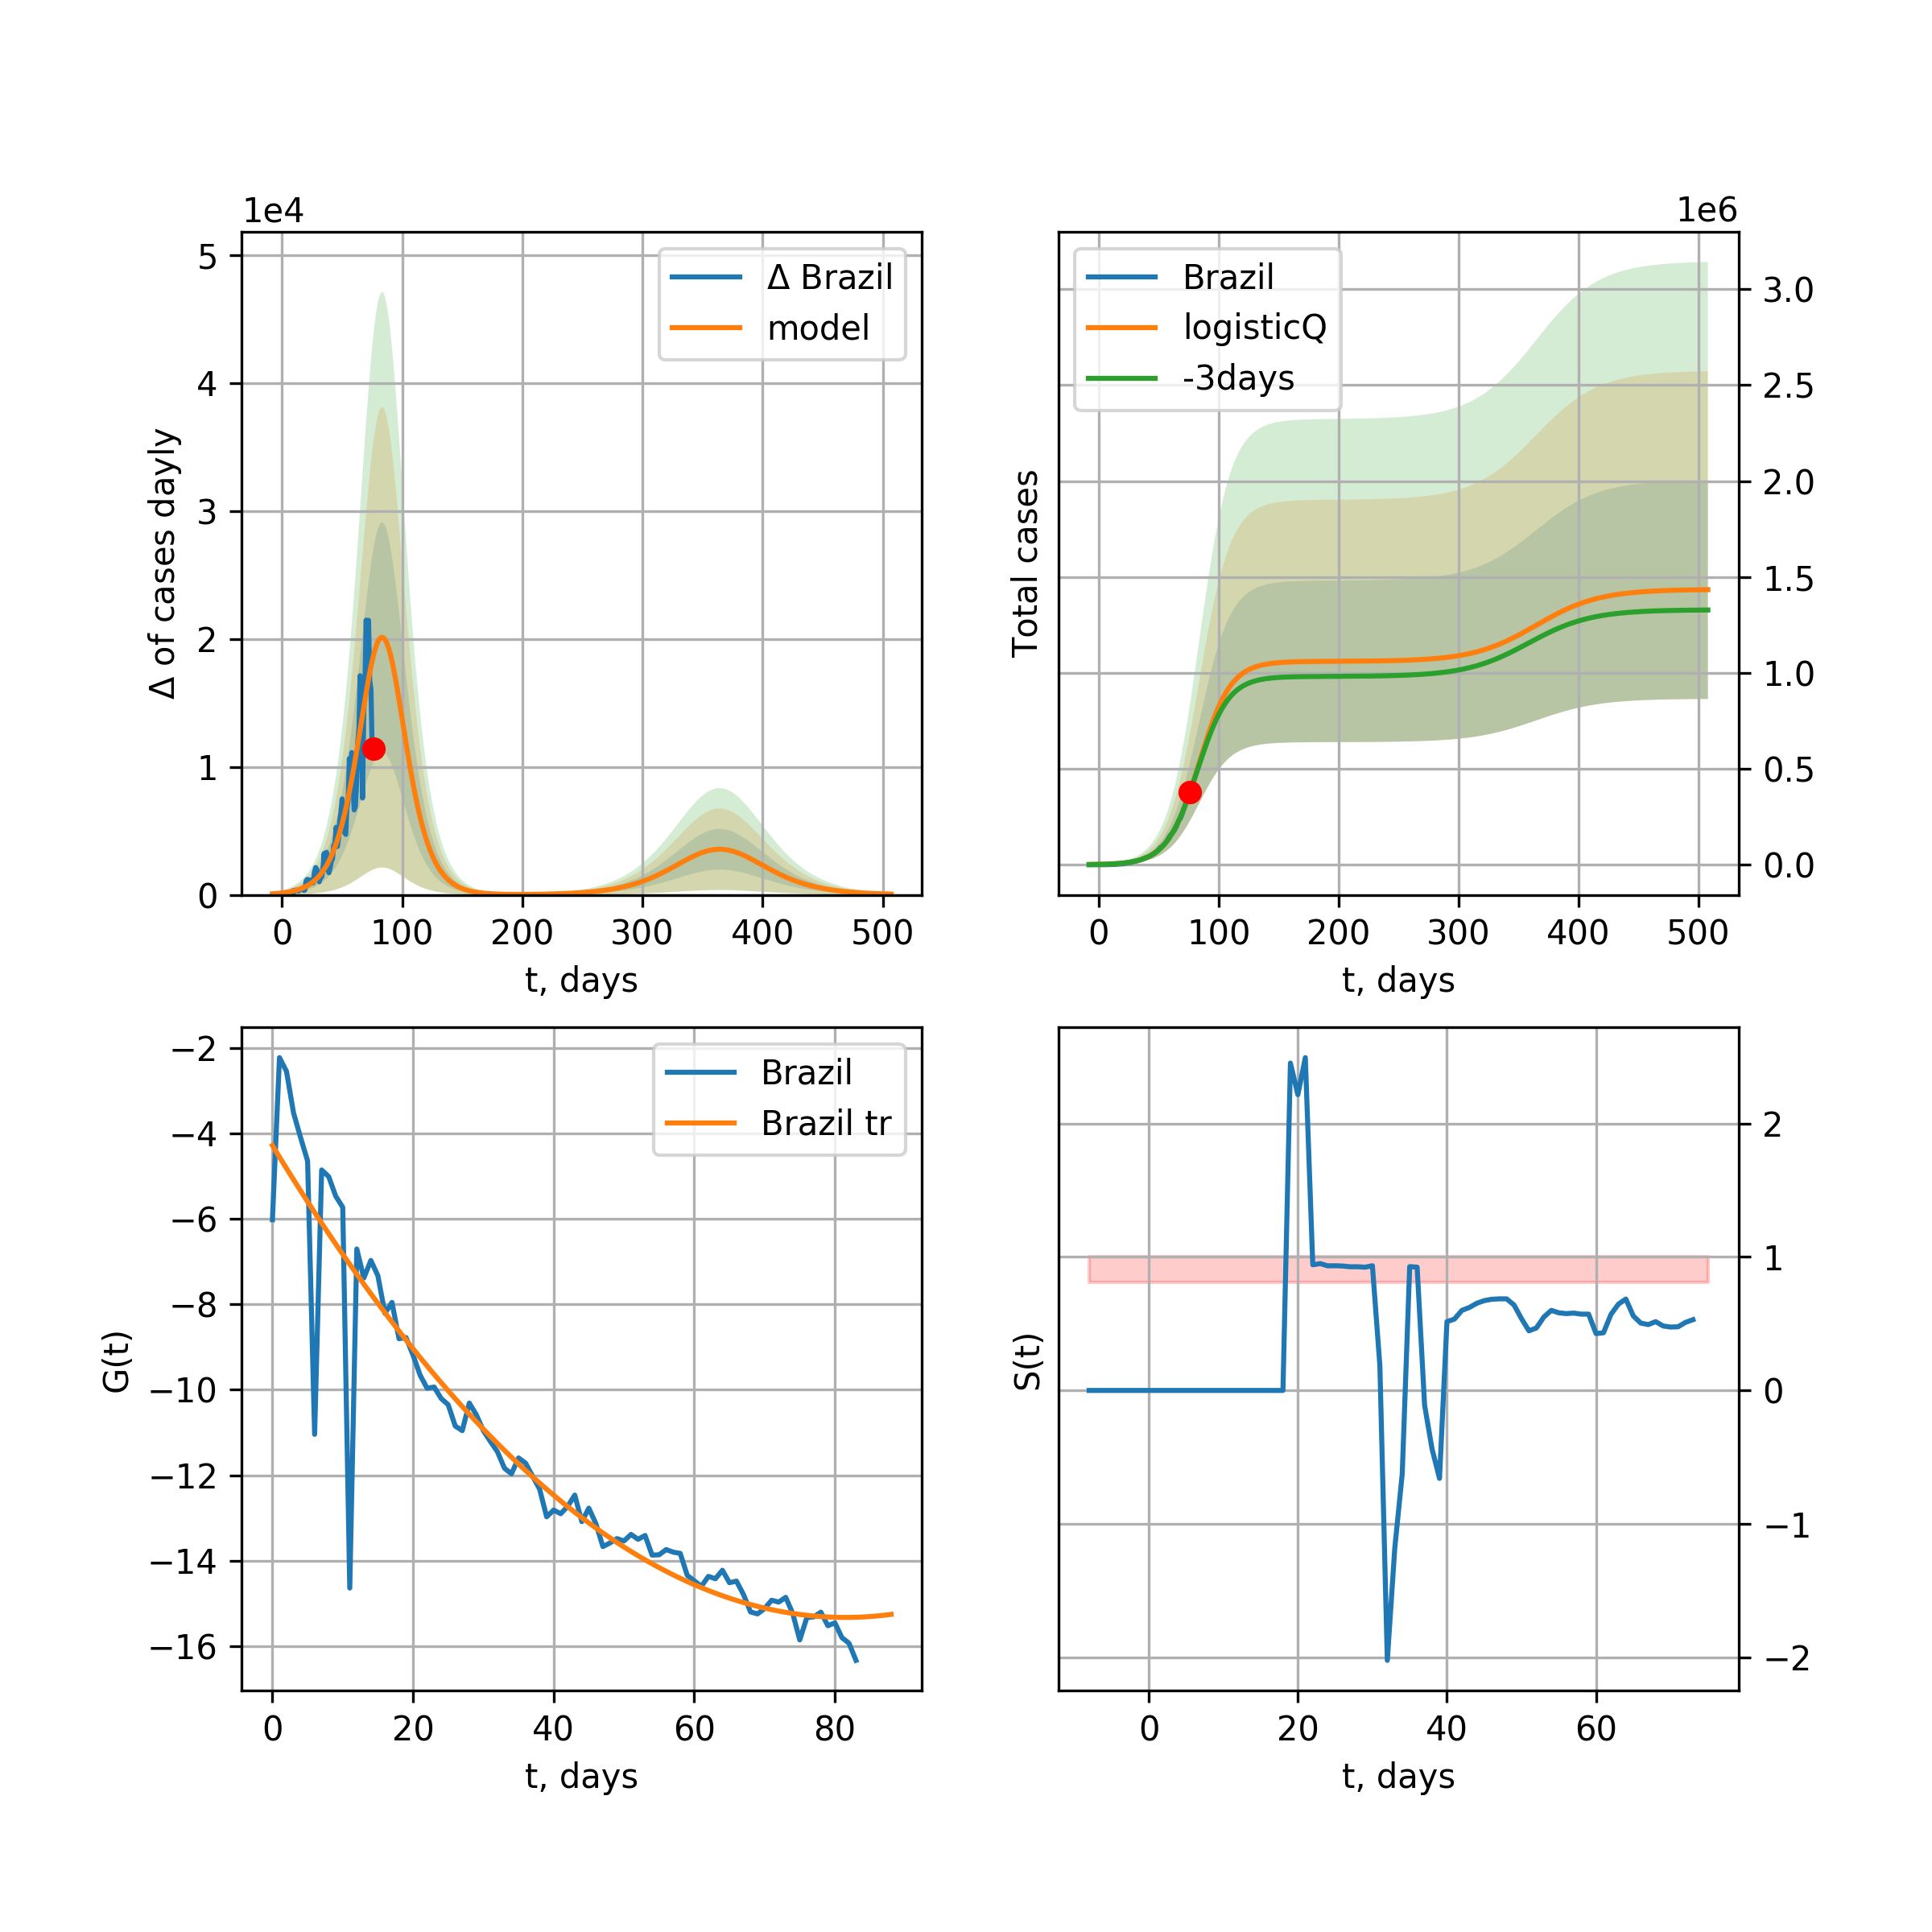 1e4
5
4
3
2
1
0
Δ of cases dayly
Δ Brazil
model
0 100 200 300 400 500
t, days
1e6
3.0
2.5
2.0
1.5
1.0
0.5
0.0
Total cases
Brazil
logisticQ
-3days
0 100 200 300 400 500
t, days
−2
−4
−6
−8
−10
−12
−14
−16
G(t)
Brazil
Brazil tr
0 20 40 60 80
t, days
2
1
0
−1
−2
S(t)
0 20 40 60
t, days